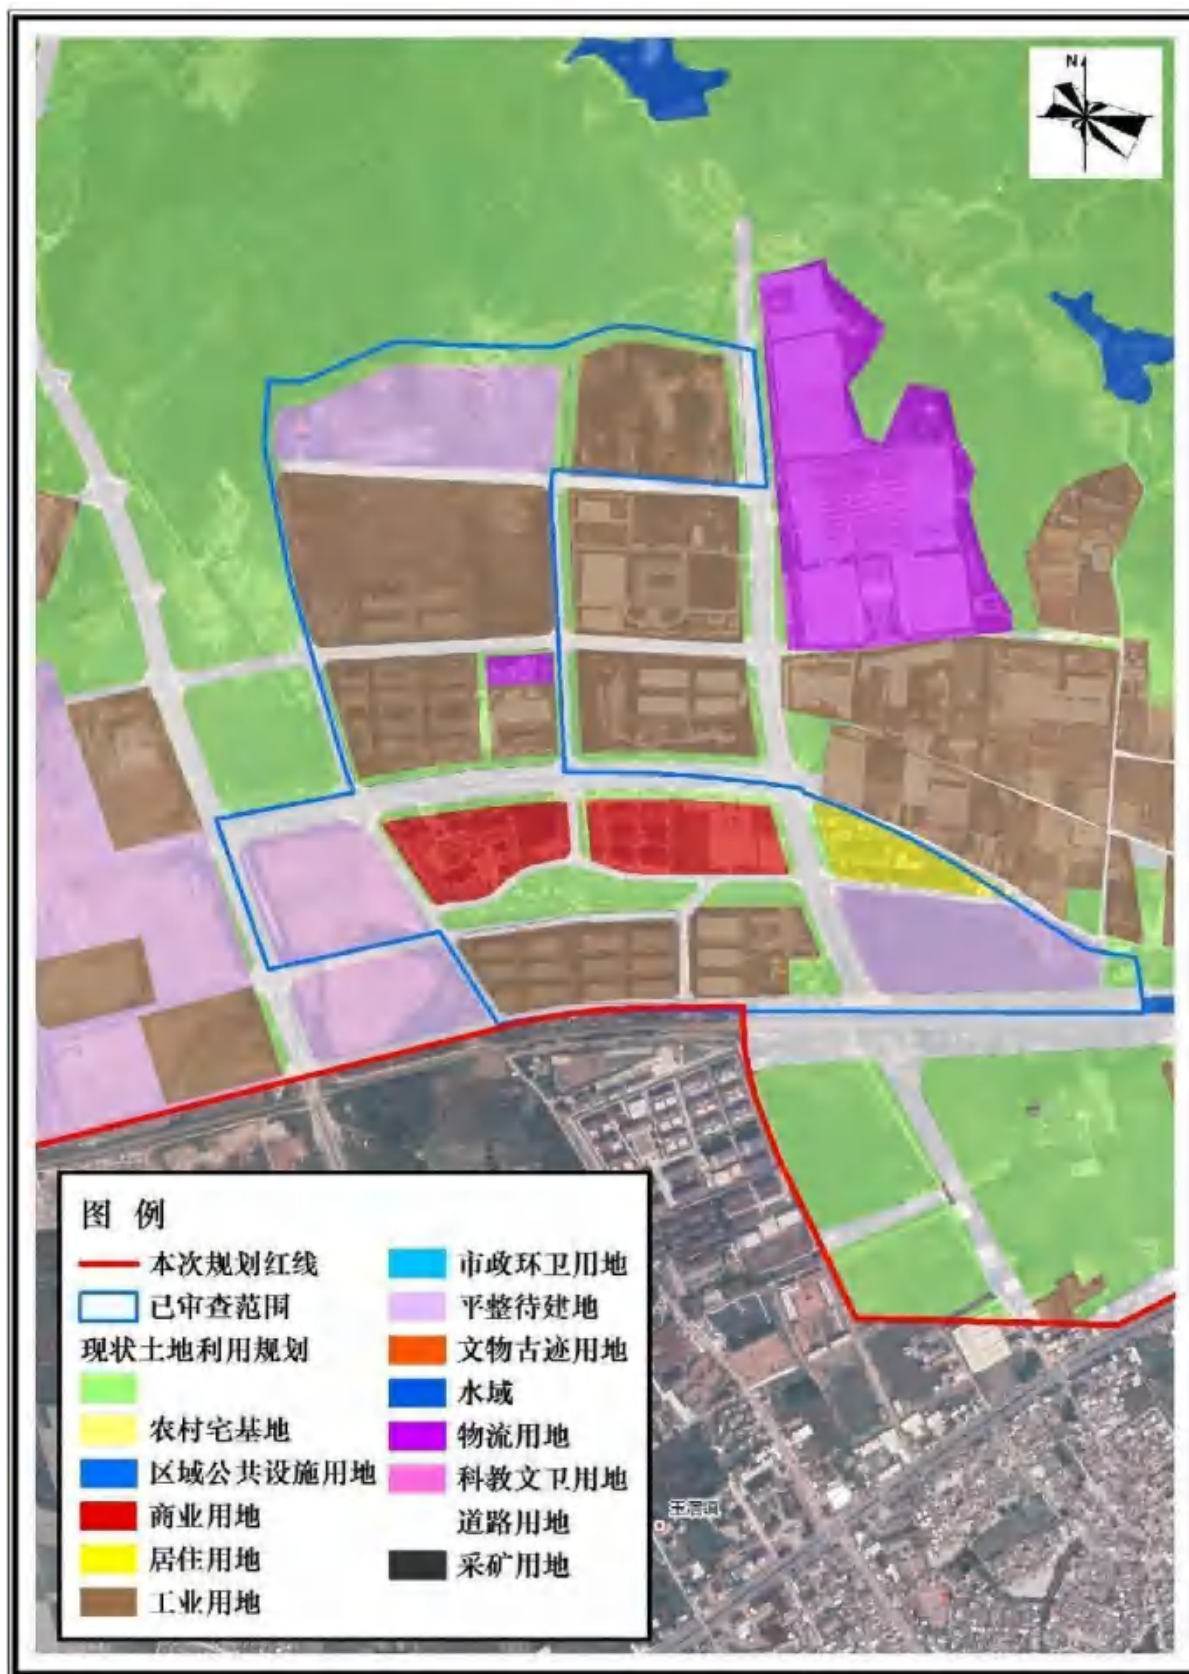 N
图 例
本次规划红线
已审查范围
现状土地利用规划
农村宅基地
区域公共设施用地
商业用地
居住用地
工业用地
市政环卫用地
平整待建地
文物古迹用地
水域
物流用地
科教文卫用地
道路用地
采矿用地